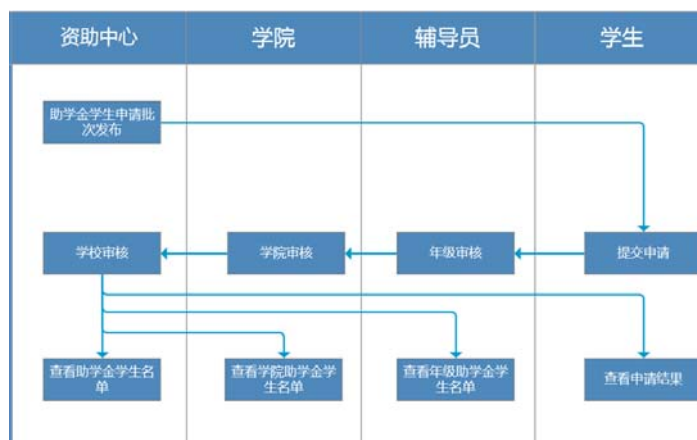 资助中心
学院
辅导员
学生
助学金学生申请批
次发布
学校审核
学院审核
年级审核
提交申请
查看助学金学生名
单
查看学院助学金学
生名单
查看年级助学金学
生名单
查看申请结果